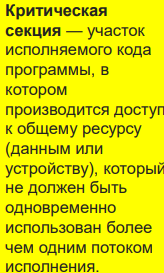 Критическая
секция — участок
исполняемого кода
программы, в
котором
производится доступ
к общему ресурсу
(данным или
устройству), который
не должен быть
одновременно
использован более
чем одним потоком
исполнения.